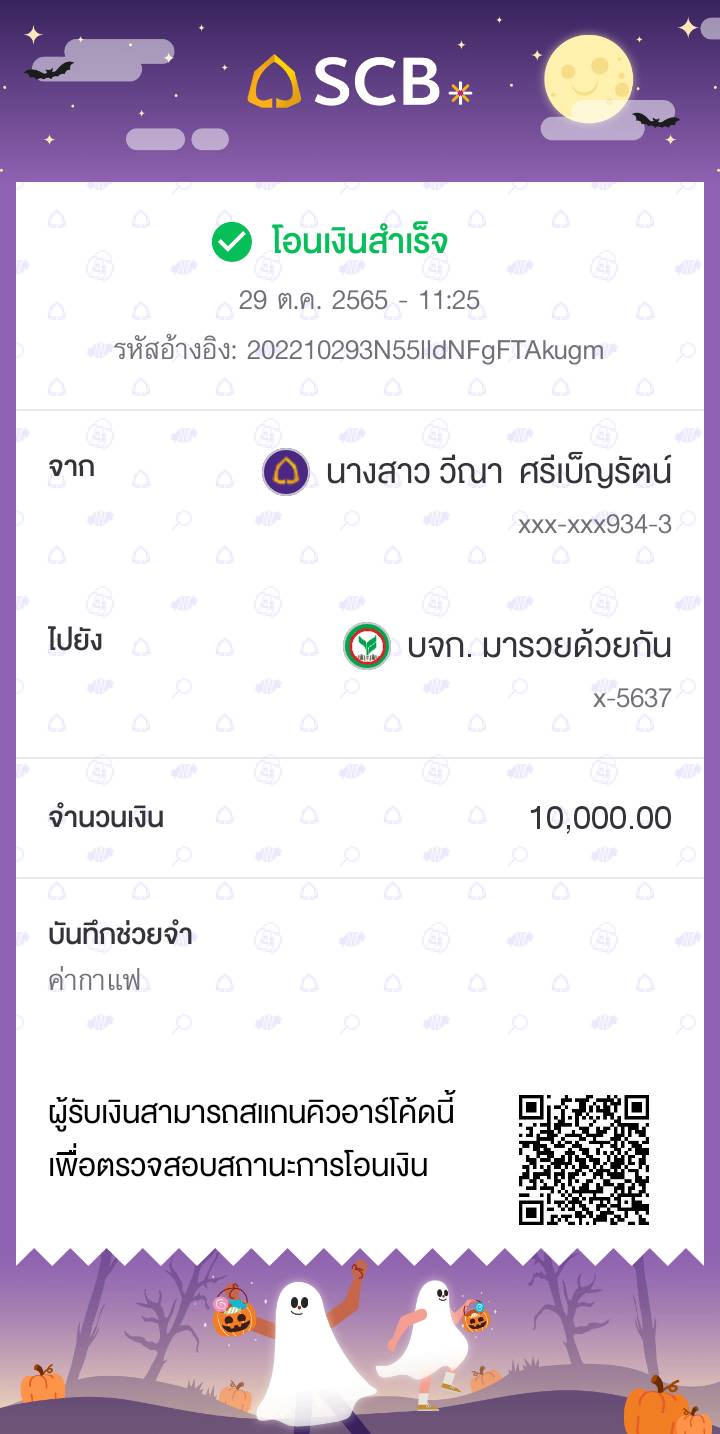 SCB
โอนเงินสำเร็จ
29 ต.ค. 2565 - 11:25
รหัสอ้างอิง: 202210293N55lIdNFgFTAkugm
จาก
นางสาว วีณา ศรีเบ็ญรัตน์
xxx-xxx934-3
ไปยัง
บจก. มารวยด้วยกัน
x-5637
จำนวนเงิน
10,000.00
บันทึกช่วยจำ
ค่ากาแฟ
ผู้รับเงินสามารถสแกนคิวอาร์โค้ดนี้
เพื่อตรวจสอบสถานะการโอนเงิน